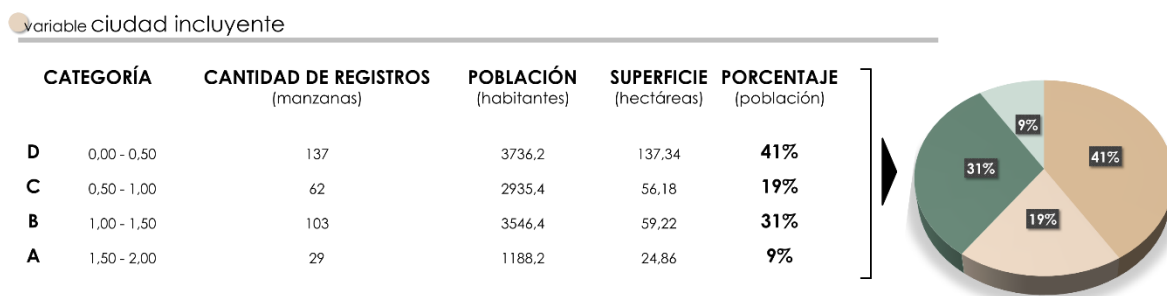 variable ciudad incluyente
CATEGORÍA CANTIDAD DE REGISTROS POBLACIÓN SUPERFICIE PORCENTAJE
(manzanas) (habitantes) (hectáreas) (población)
D 0,00 - 0,50 137 3736,2 137,34 41%
C 0,50 - 1,00 62 2935,4 56,18 19%
B 1,00 - 1,50 103 3546,4 59,22 31%
A 1,50 - 2,00 29 1188,2 24,86 9%
9%
31%
41%
19%